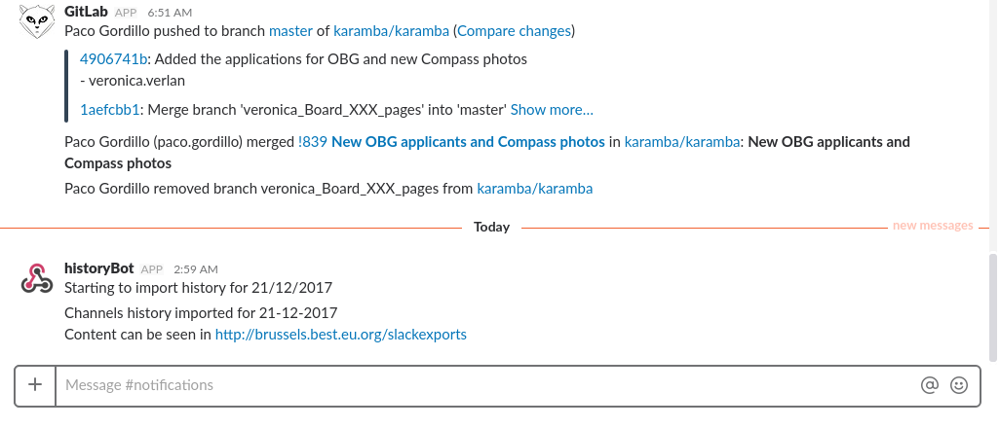 GitLab APP 6:51 AM
Paco Gordillo pushed to branch master of karamba/karamba (Compare changes)
4906741b: Added the applications for OBG and new Compass photos
- veronica.verlan
1aefcbb1: Merge branch 'veronica_Board_XXX_pages' into 'master' Show more…
Paco Gordillo (paco.gordillo) merged !839 New OBG applicants and Compass photos in karamba/karamba: New OBG applicants and
Compass photos
Paco Gordillo removed branch veronica_Board_XXX_pages from karamba/karamba
Today
new messages
historyBot APP 2:59 AM
Starting to import history for 21/12/2017
Channels history imported for 21-12-2017
Content can be seen in http://brussels.best.eu.org/slackexports
Message #notifications